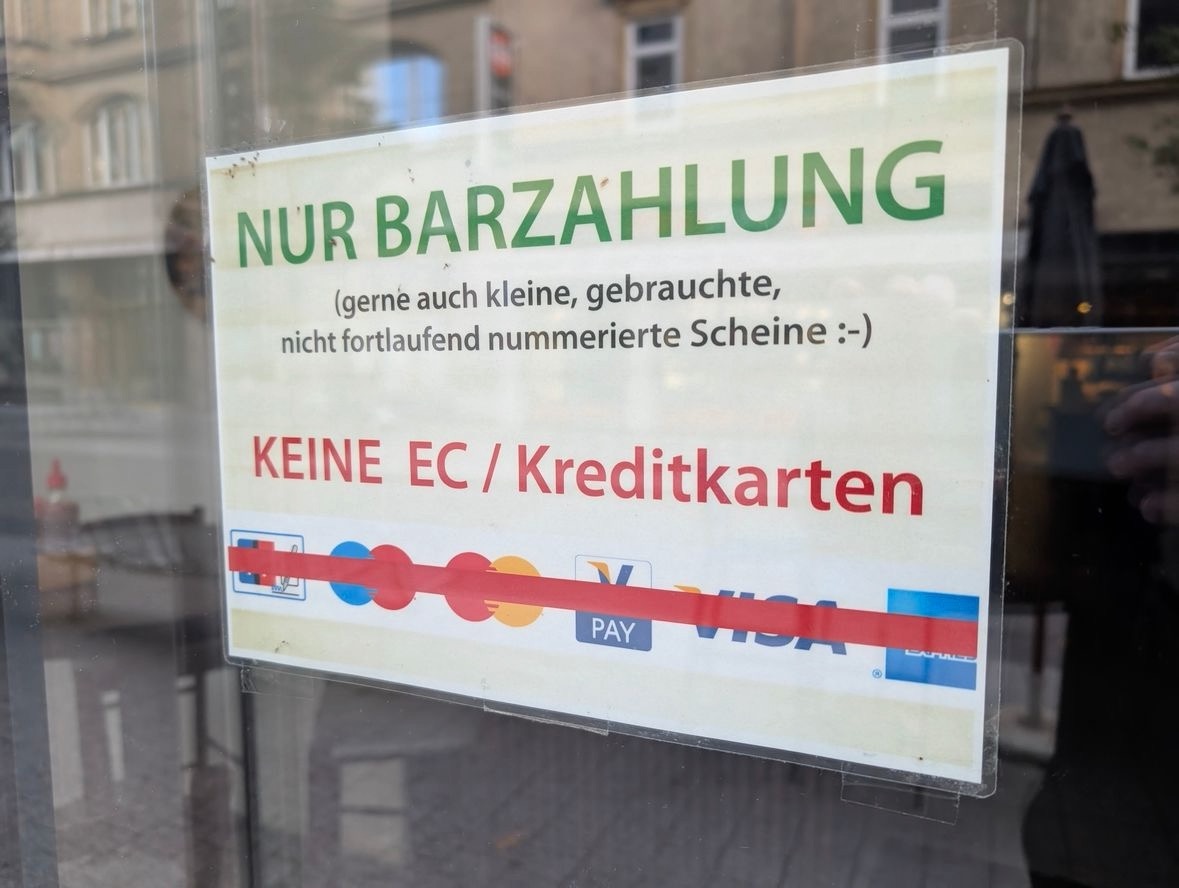 NUR BARZAHLUNG
(gerne auch kleine, gebrauchte,
nicht fortlaufend nummerierte Scheine :-)
KEINE EC / Kreditkarten
V PAY
VISA
®